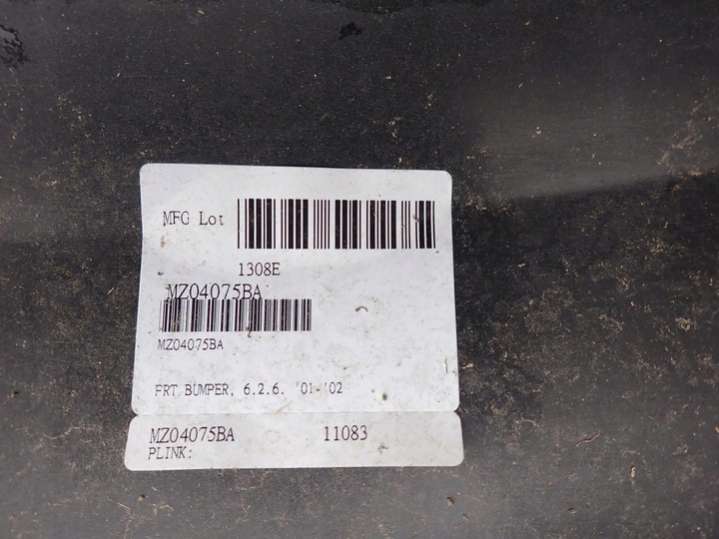 MFG Lot
1308E
MZ04075BA
MZ04075BA
FRT BUMPER, 6.2.6. '01-'02
MZ04075BA 11083
PLINK: